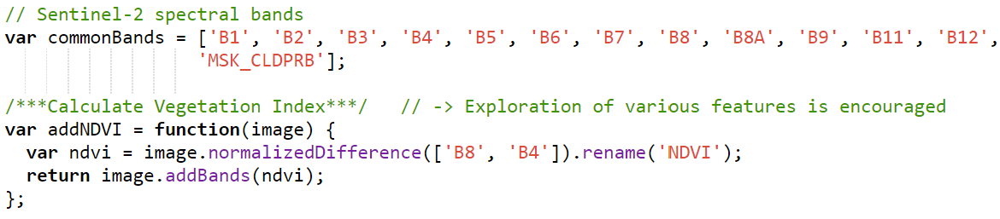 // Sentinel-2 spectral bands
var commonBands = ['B1', 'B2', 'B3', 'B4', 'B5', 'B6', 'B7', 'B8', 'B8A', 'B9', 'B11', 'B12',
'MSK_CLDPRB'];
/***Calculate Vegetation Index***/ // -> Exploration of various features is encouraged
var addNDVI = function(image) {
var ndvi = image.normalizedDifference(['B8', 'B4']).rename('NDVI');
return image.addBands(ndvi);
};